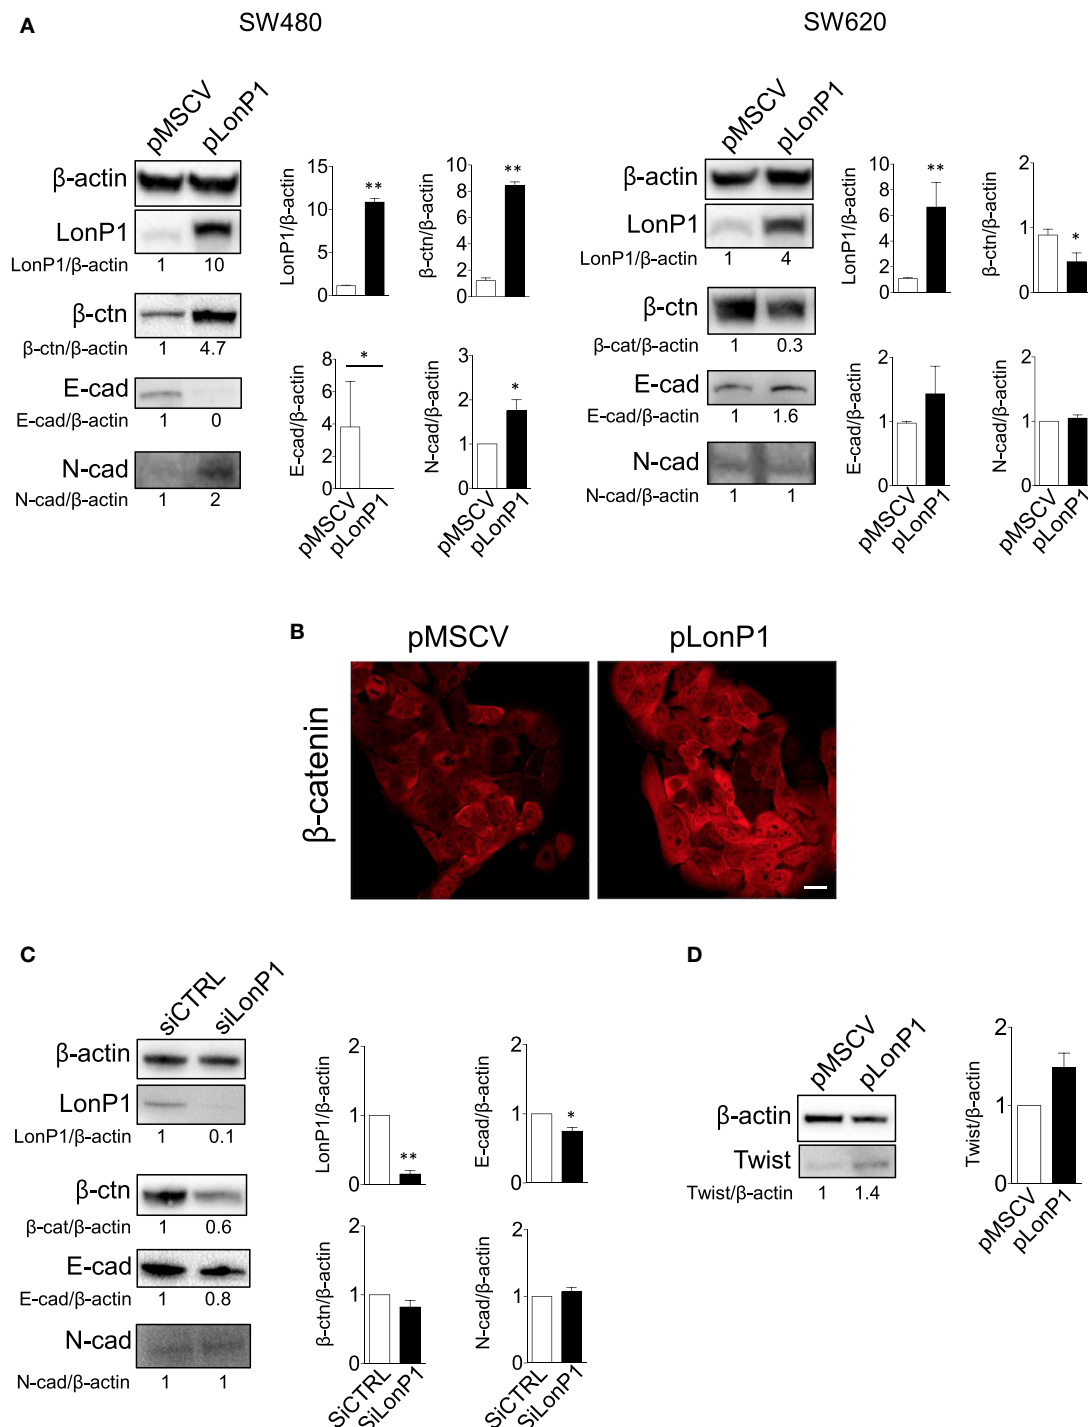 A
SW480
SW620
pMSCV
pLonP1
β-actin
LonP1
LonP1/β-actin 1 10
β-ctn
β-ctn/β-actin 1 4.7
E-cad
E-cad/β-actin 1 0
N-cad
N-cad/β-actin 1 2
LonP1/β-actin
15
10
5
0
**
β-ctn/β-actin
10
8
6
4
2
0
**
E-cad/β-actin
8
6
4
2
0
*
pMSCV
pLonP1
N-cad/β-actin
3
2
1
0
*
pMSCV
pLonP1
pMSCV
pLonP1
β-actin
LonP1
LonP1/β-actin 1 4
β-ctn
β-cat/β-actin 1 0.3
E-cad
E-cad/β-actin 1 1.6
N-cad
N-cad/β-actin 1 1
LonP1/β-actin
10
8
6
4
2
0
**
β-ctn/β-actin
2
1
0
*
E-cad/β-actin
2
1
0
pMSCV
pLonP1
N-cad/β-actin
2
1
0
pMSCV
pLonP1
B
pMSCV
pLonP1
β-catenin
C
siCTRL
siLonP1
β-actin
LonP1
LonP1/β-actin 1 0.1
β-ctn
β-cat/β-actin 1 0.6
E-cad
E-cad/β-actin 1 0.8
N-cad
N-cad/β-actin 1 1
LonP1/β-actin
2
1
0
**
E-cad/β-actin
2
1
0
*
β-ctn/β-actin
2
1
0
SiCTRL
SiLonP1
N-cad/β-actin
2
1
0
SiCTRL
SiLonP1
D
pMSCV
pLonP1
β-actin
Twist
Twist/β-actin 1 1.4
Twist/β-actin
2
1
0
pMSCV
pLonP1